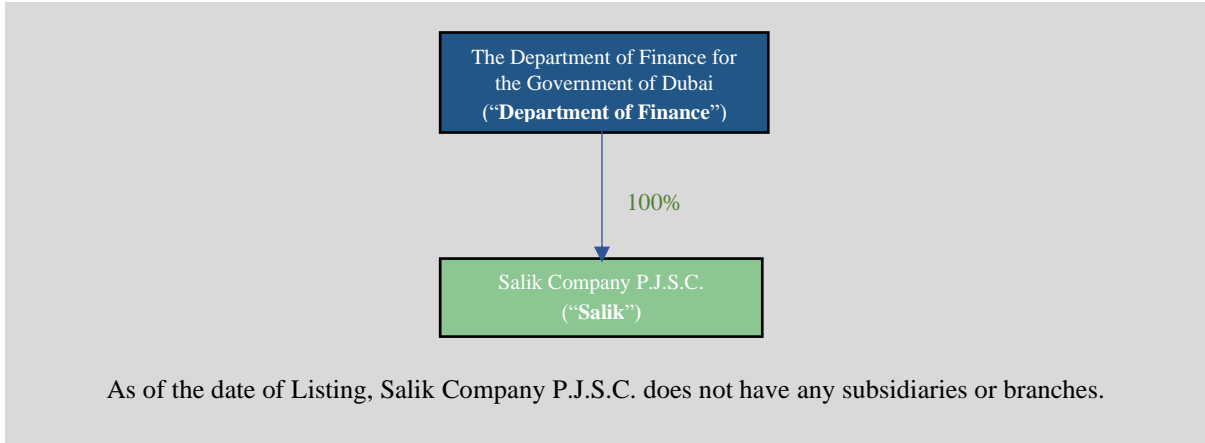 The Department of Finance for
the Government of Dubai
(“Department of Finance”)
100%
Salik Company P.J.S.C.
(“Salik”)
As of the date of Listing, Salik Company P.J.S.C. does not have any subsidiaries or branches.